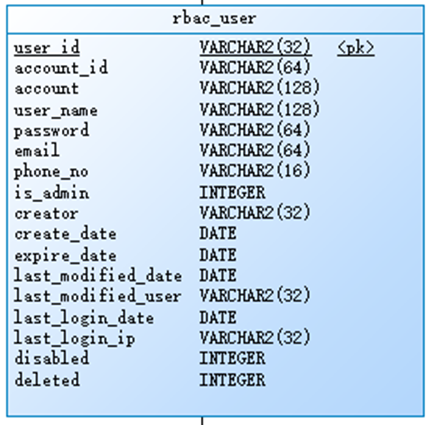 rbac_user
user_id VARCHAR2(32) <pk>
account_id VARCHAR2(64)
account VARCHAR2(128)
user_name VARCHAR2(128)
password VARCHAR2(64)
email VARCHAR2(64)
phone_no VARCHAR2(16)
is_admin INTEGER
creator VARCHAR2(32)
create_date DATE
expire_date DATE
last_modified_date DATE
last_modified_user VARCHAR2(32)
last_login_date DATE
last_login_ip VARCHAR2(32)
disabled INTEGER
deleted INTEGER